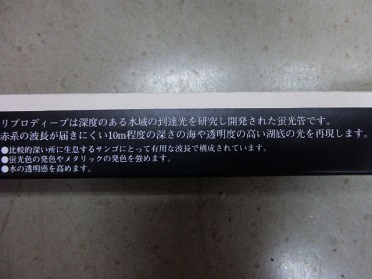 リプロディープは深度のある水域の到達光を研究し開発された蛍光管です。
赤系の波長が届きにくい10m程度の深さの海や透明度の高い湖底の光を再現します。
●比較的深い所に生息するサンゴにとって有用な波長で構成されています。
●蛍光色の発色やメタリックの発色を強めます。
●水の透明感を高めます。